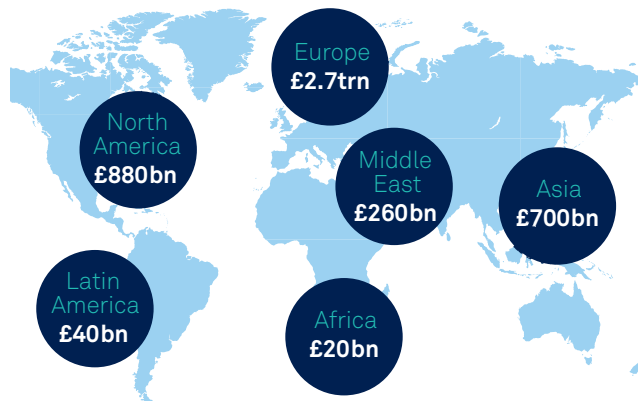 Europe
£2.7trn
North
America
£880bn
Middle
East
£260bn
Asia
£700bn
Latin
America
£40bn
Africa
£20bn